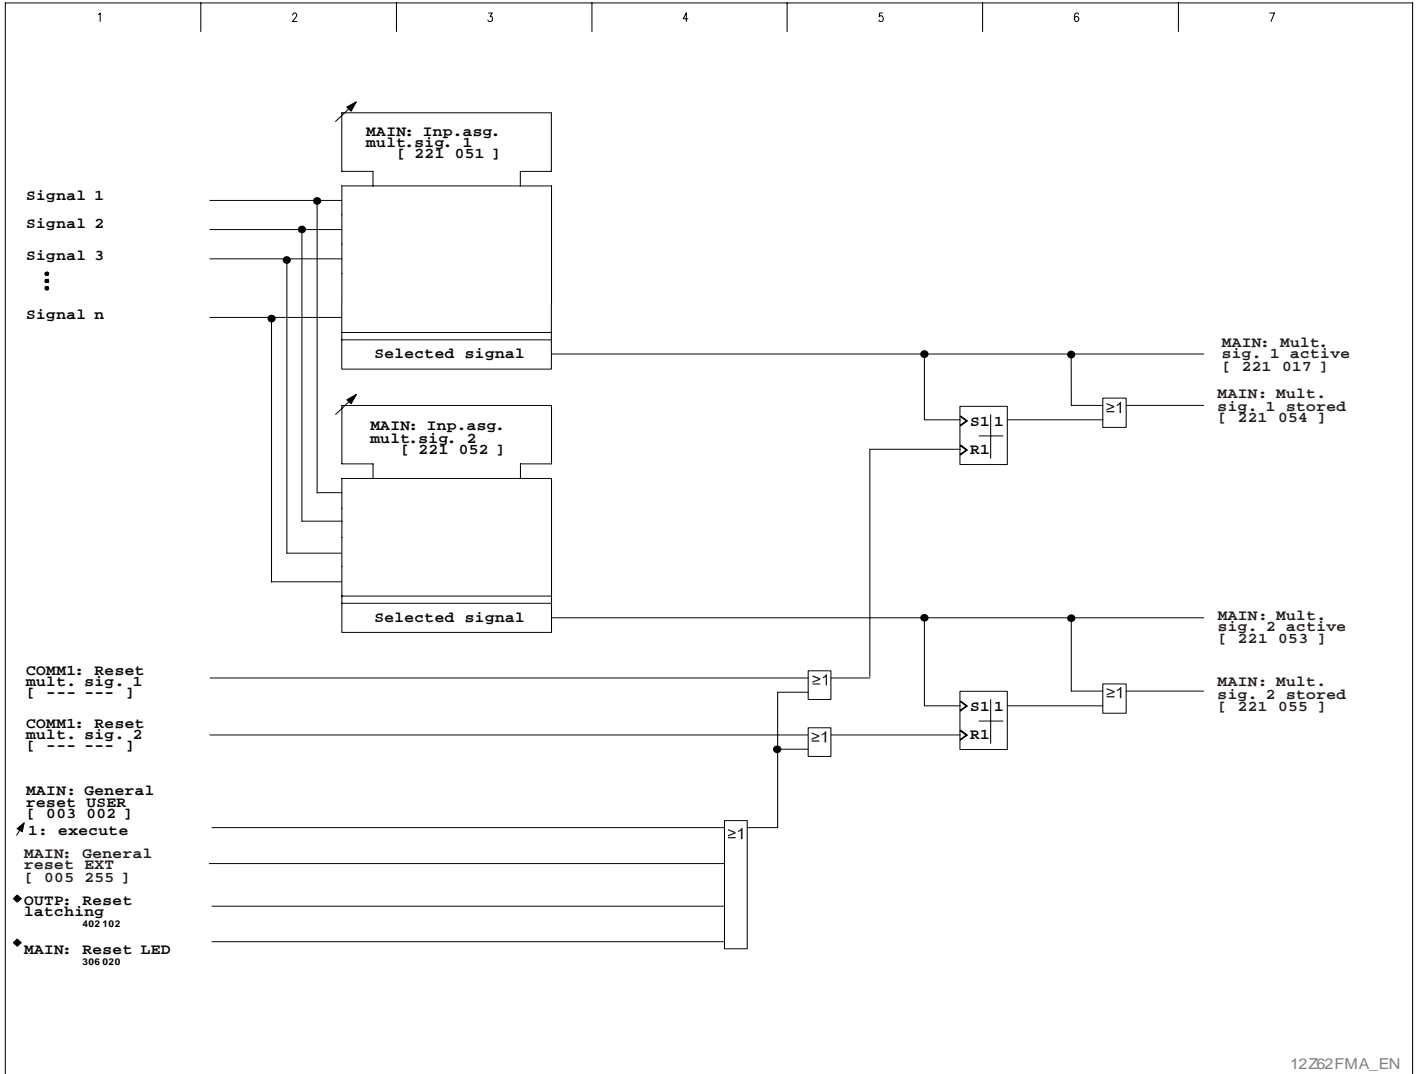 1 2 3 4 5 6 7
MAIN: Inp.asg.
mult.sig. 1
[ 221 051 ]
Signal 1
Signal 2
Signal 3
Signal n
Selected signal
MAIN: Mult.
sig. 1 active
[ 221 017 ]
MAIN: Mult.
sig. 1 stored
[ 221 054 ]
≥1
S1 1
R1
MAIN: Inp.asg.
mult.sig. 2
[ 221 052 ]
Selected signal
MAIN: Mult.
sig. 2 active
[ 221 053 ]
COMM1: Reset
mult. sig. 1
[ --- --- ]
≥1
MAIN: Mult.
sig. 2 stored
[ 221 055 ]
≥1
S1 1
R1
COMM1: Reset
mult. sig. 2
[ --- --- ]
≥1
MAIN: General
reset USER
[ 003 002 ]
1: execute
≥1
MAIN: General
reset EXT
[ 005 255 ]
OUTP: Reset
latching
402 102
MAIN: Reset LED
306 020
12Z62FMA_EN